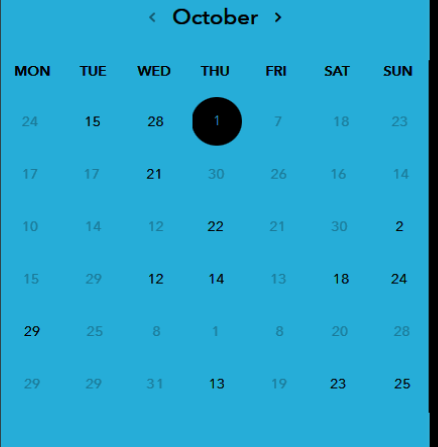 < October >
MON TUE WED THU FRI SAT SUN
24 15 28 1 7 18 23
17 17 21 30 26 16 14
10 14 12 22 21 30 2
15 29 12 14 13 18 24
29 25 8 1 8 20 28
29 29 31 13 19 23 25